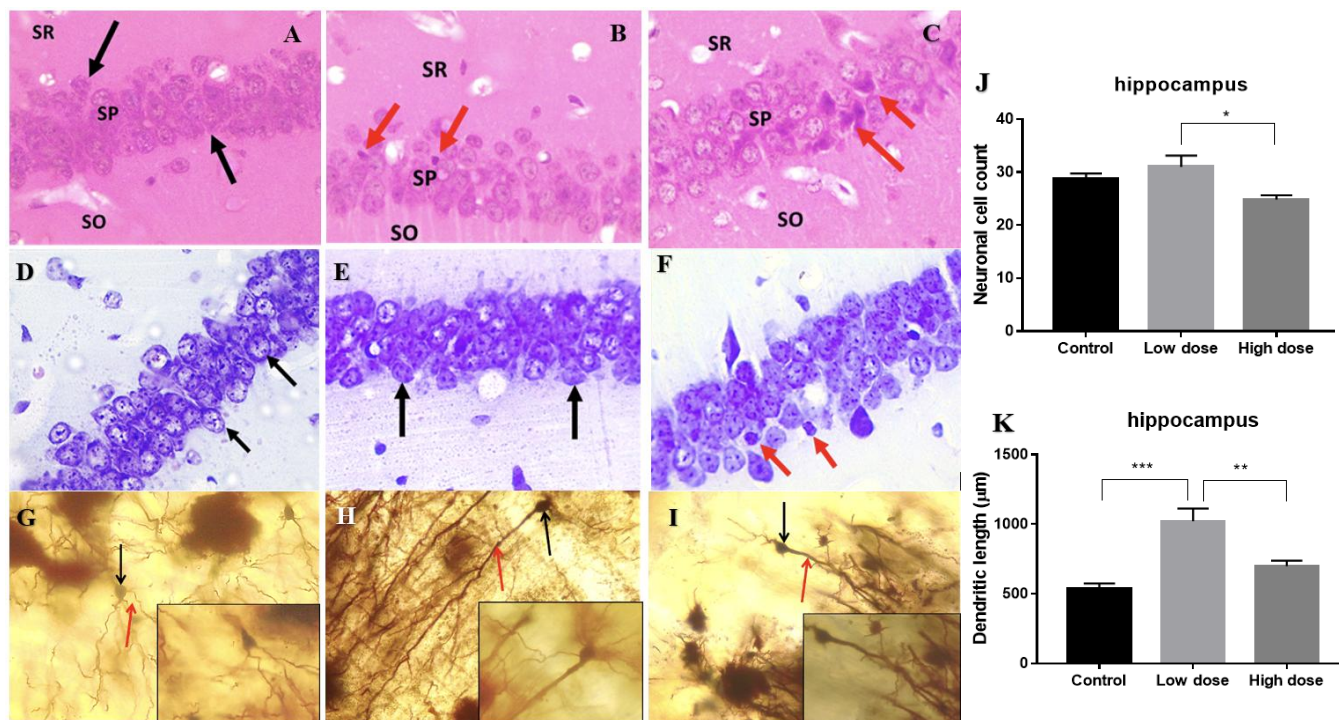 A
SR
SP
SO
B
SR
SP
SO
C
SR
SP
SO
D
E
F
G
H
I
J
hippocampus
Neuronal cell count
40
30
20
10
0
*
Control Low dose High dose
K
hippocampus
Dendritic length (µm)
1500
1000
500
0
*** **
Control Low dose High dose